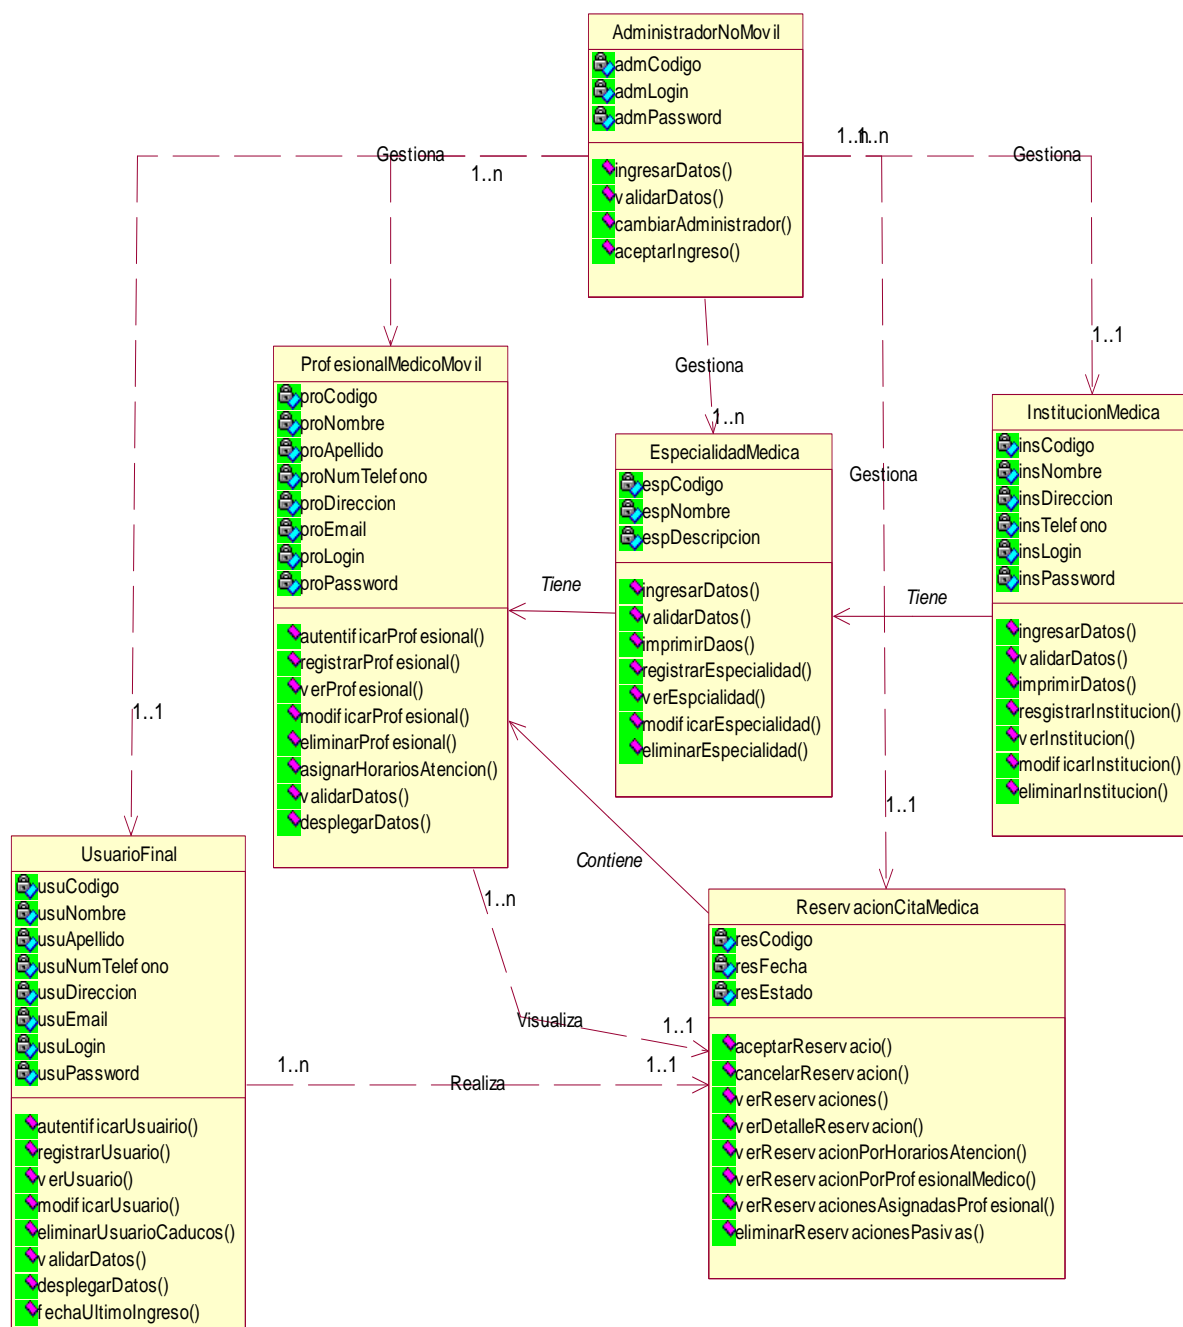 AdministradorNoMovil
admCodigo
admLogin
admPassword
ingresarDatos()
validarDatos()
cambiarAdministrador()
aceptarIngreso()
Gestiona
1..n
1..n
1..n
Gestiona
1..1
Gestiona
1..n
Gestiona
1..1
1..1
ProfesionalMedicoMovil
proCodigo
proNombre
proApellido
proNumTelefono
proDireccion
proEmail
proLogin
proPassword
autentificarProfesional()
registrarProfesional()
verProfesional()
modificarProfesional()
eliminarProfesional()
asignarHorariosAtencion()
validarDatos()
desplegarDatos()
EspecialidadMedica
espCodigo
espNombre
espDescripcion
ingresarDatos()
validarDatos()
imprimirDaos()
registrarEspecialidad()
verEspcialidad()
modificarEspecialidad()
eliminarEspecialidad()
InstitucionMedica
insCodigo
insNombre
insDireccion
insTelefono
insLogin
insPassword
ingresarDatos()
validarDatos()
imprimirDatos()
resgistrarInstitucion()
verInstitucion()
modificarInstitucion()
eliminarInstitucion()
Tiene
Tiene
Contiene
1..n
Visualiza
1..1
1..n
Realiza
1..1
UsuarioFinal
usuCodigo
usuNombre
usuApellido
usuNumTelefono
usuDireccion
usuEmail
usuLogin
usuPassword
autentificarUsuairio()
registrarUsuario()
verUsuario()
modificarUsuario()
eliminarUsuarioCaducos()
validarDatos()
desplegarDatos()
fechaUltimoIngreso()
ReservacionCitaMedica
resCodigo
resFecha
resEstado
aceptarReservacio()
cancelarReservacion()
verReservaciones()
verDetalleReservacion()
verReservacionPorHorariosAtencion()
verReservacionPorProfesionalMedico()
verReservacionesAsignadasProfesional()
eliminarReservacionesPasivas()